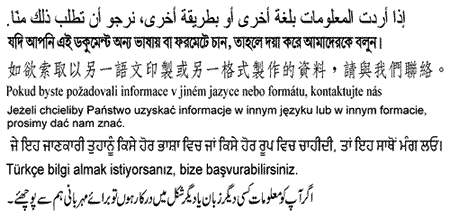 إذا أردت المعلومات بلغة أخرى أو بطريقة أخرى، نرجو أن تطلب ذلك منّا.
যদি আপনি এই ডকুমেন্ট অন্য ভাষায় বা ফরমেটে চান, তাহলে দয়া করে আমাদেরকে বলুন।
如欲索取以另一語文印製或另一格式製作的資料，請與我們聯絡。
Pokud byste požadovali informace v jiném jazyce nebo formátu, kontaktujte nás
Jeżeli chcieliby Państwo uzyskać informacje w innym języku lub w innym formacie,
prosimy dać nam znać.
ਜੇ ਇਹ ਜਾਣਕਾਰੀ ਤੁਹਾਨੂੰ ਕਿਸੇ ਹੋਰ ਭਾਸ਼ਾ ਵਿਚ ਜਾਂ ਕਿਸੇ ਹੋਰ ਰੂਪ ਵਿਚ ਚਾਹੀਦੀ, ਤਾਂ ਇਹ ਸਾਥੋਂ ਮੰਗ ਲਓ।
Türkçe bilgi almak istiyorsanız, bize başvurabilirsiniz.
اگر آپ کو معلومات کسی دیگر زبان یا دیگر شکل میں درکار ہوں تو برائے مہربانی ہم سے پوچھئے۔